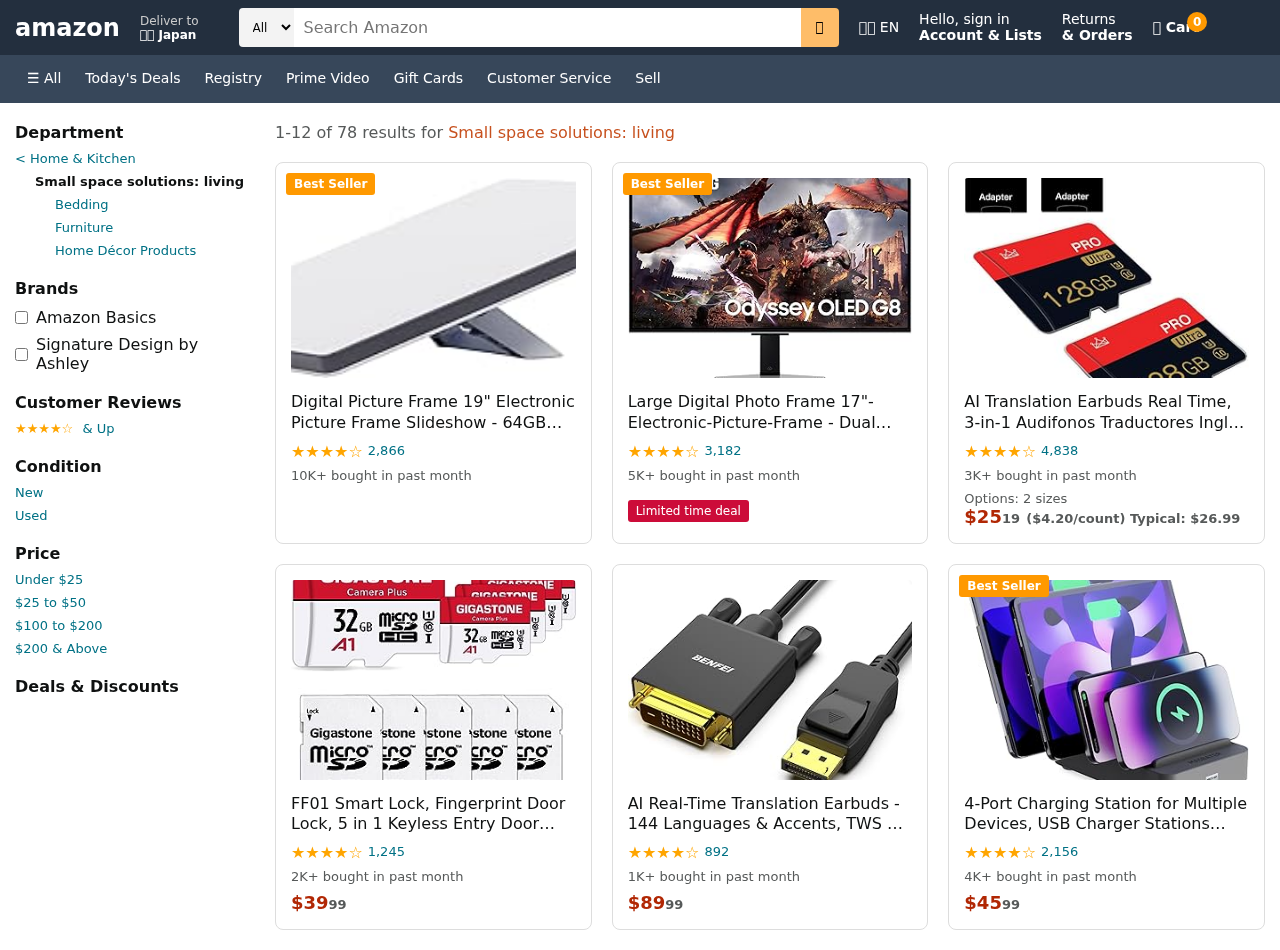 amazon
Deliver to
Japan
All
Search Amazon
EN
Hello, sign in
Account & Lists
Returns
& Orders
0
☰ All
Today's Deals
Registry
Prime Video
Gift Cards
Customer Service
Sell
Department
< Home & Kitchen
Small space solutions: living
Bedding
Furniture
Home Décor Products
Brands
Amazon Basics
Signature Design by
Ashley
Customer Reviews
★★★★☆ & Up
Condition
New
Used
Price
Under $25
$25 to $50
$100 to $200
$200 & Above
Deals & Discounts
1-12 of 78 results for Small space solutions: living
Best Seller
Digital Picture Frame 19" Electronic
Picture Frame Slideshow - 64GB…
★★★★☆ 2,866
10K+ bought in past month
Best Seller
Odyssey OLED G8
Large Digital Photo Frame 17"-
Electronic-Picture-Frame - Dual…
★★★★☆ 3,182
5K+ bought in past month
Limited time deal
Adapter
Adapter
PRO
Ultra
128GB
PRO
Ultra
AI Translation Earbuds Real Time,
3-in-1 Audifonos Traductores Ingl…
★★★★☆ 4,838
3K+ bought in past month
Options: 2 sizes
$25 19 ($4.20/count) Typical: $26.99
GIGASTONE
Camera Plus
32GB
micro SD HC
A1
GIGASTONE
Camera Plus
32GB
micro SD HC
A1
Lock
Gigastone
micro SD
FF01 Smart Lock, Fingerprint Door
Lock, 5 in 1 Keyless Entry Door…
★★★★☆ 1,245
2K+ bought in past month
$39 99
BENFEI
AI Real-Time Translation Earbuds -
144 Languages & Accents, TWS …
★★★★☆ 892
1K+ bought in past month
$89 99
Best Seller
4-Port Charging Station for Multiple
Devices, USB Charger Stations…
★★★★☆ 2,156
4K+ bought in past month
$45 99